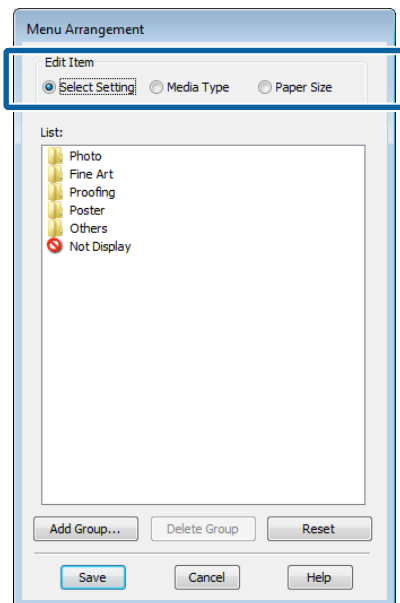 Menu Arrangement
Edit Item
Select Setting Media Type Paper Size
List:
Photo
Fine Art
Proofing
Poster
Others
Not Display
Add Group... Delete Group Reset
Save Cancel Help